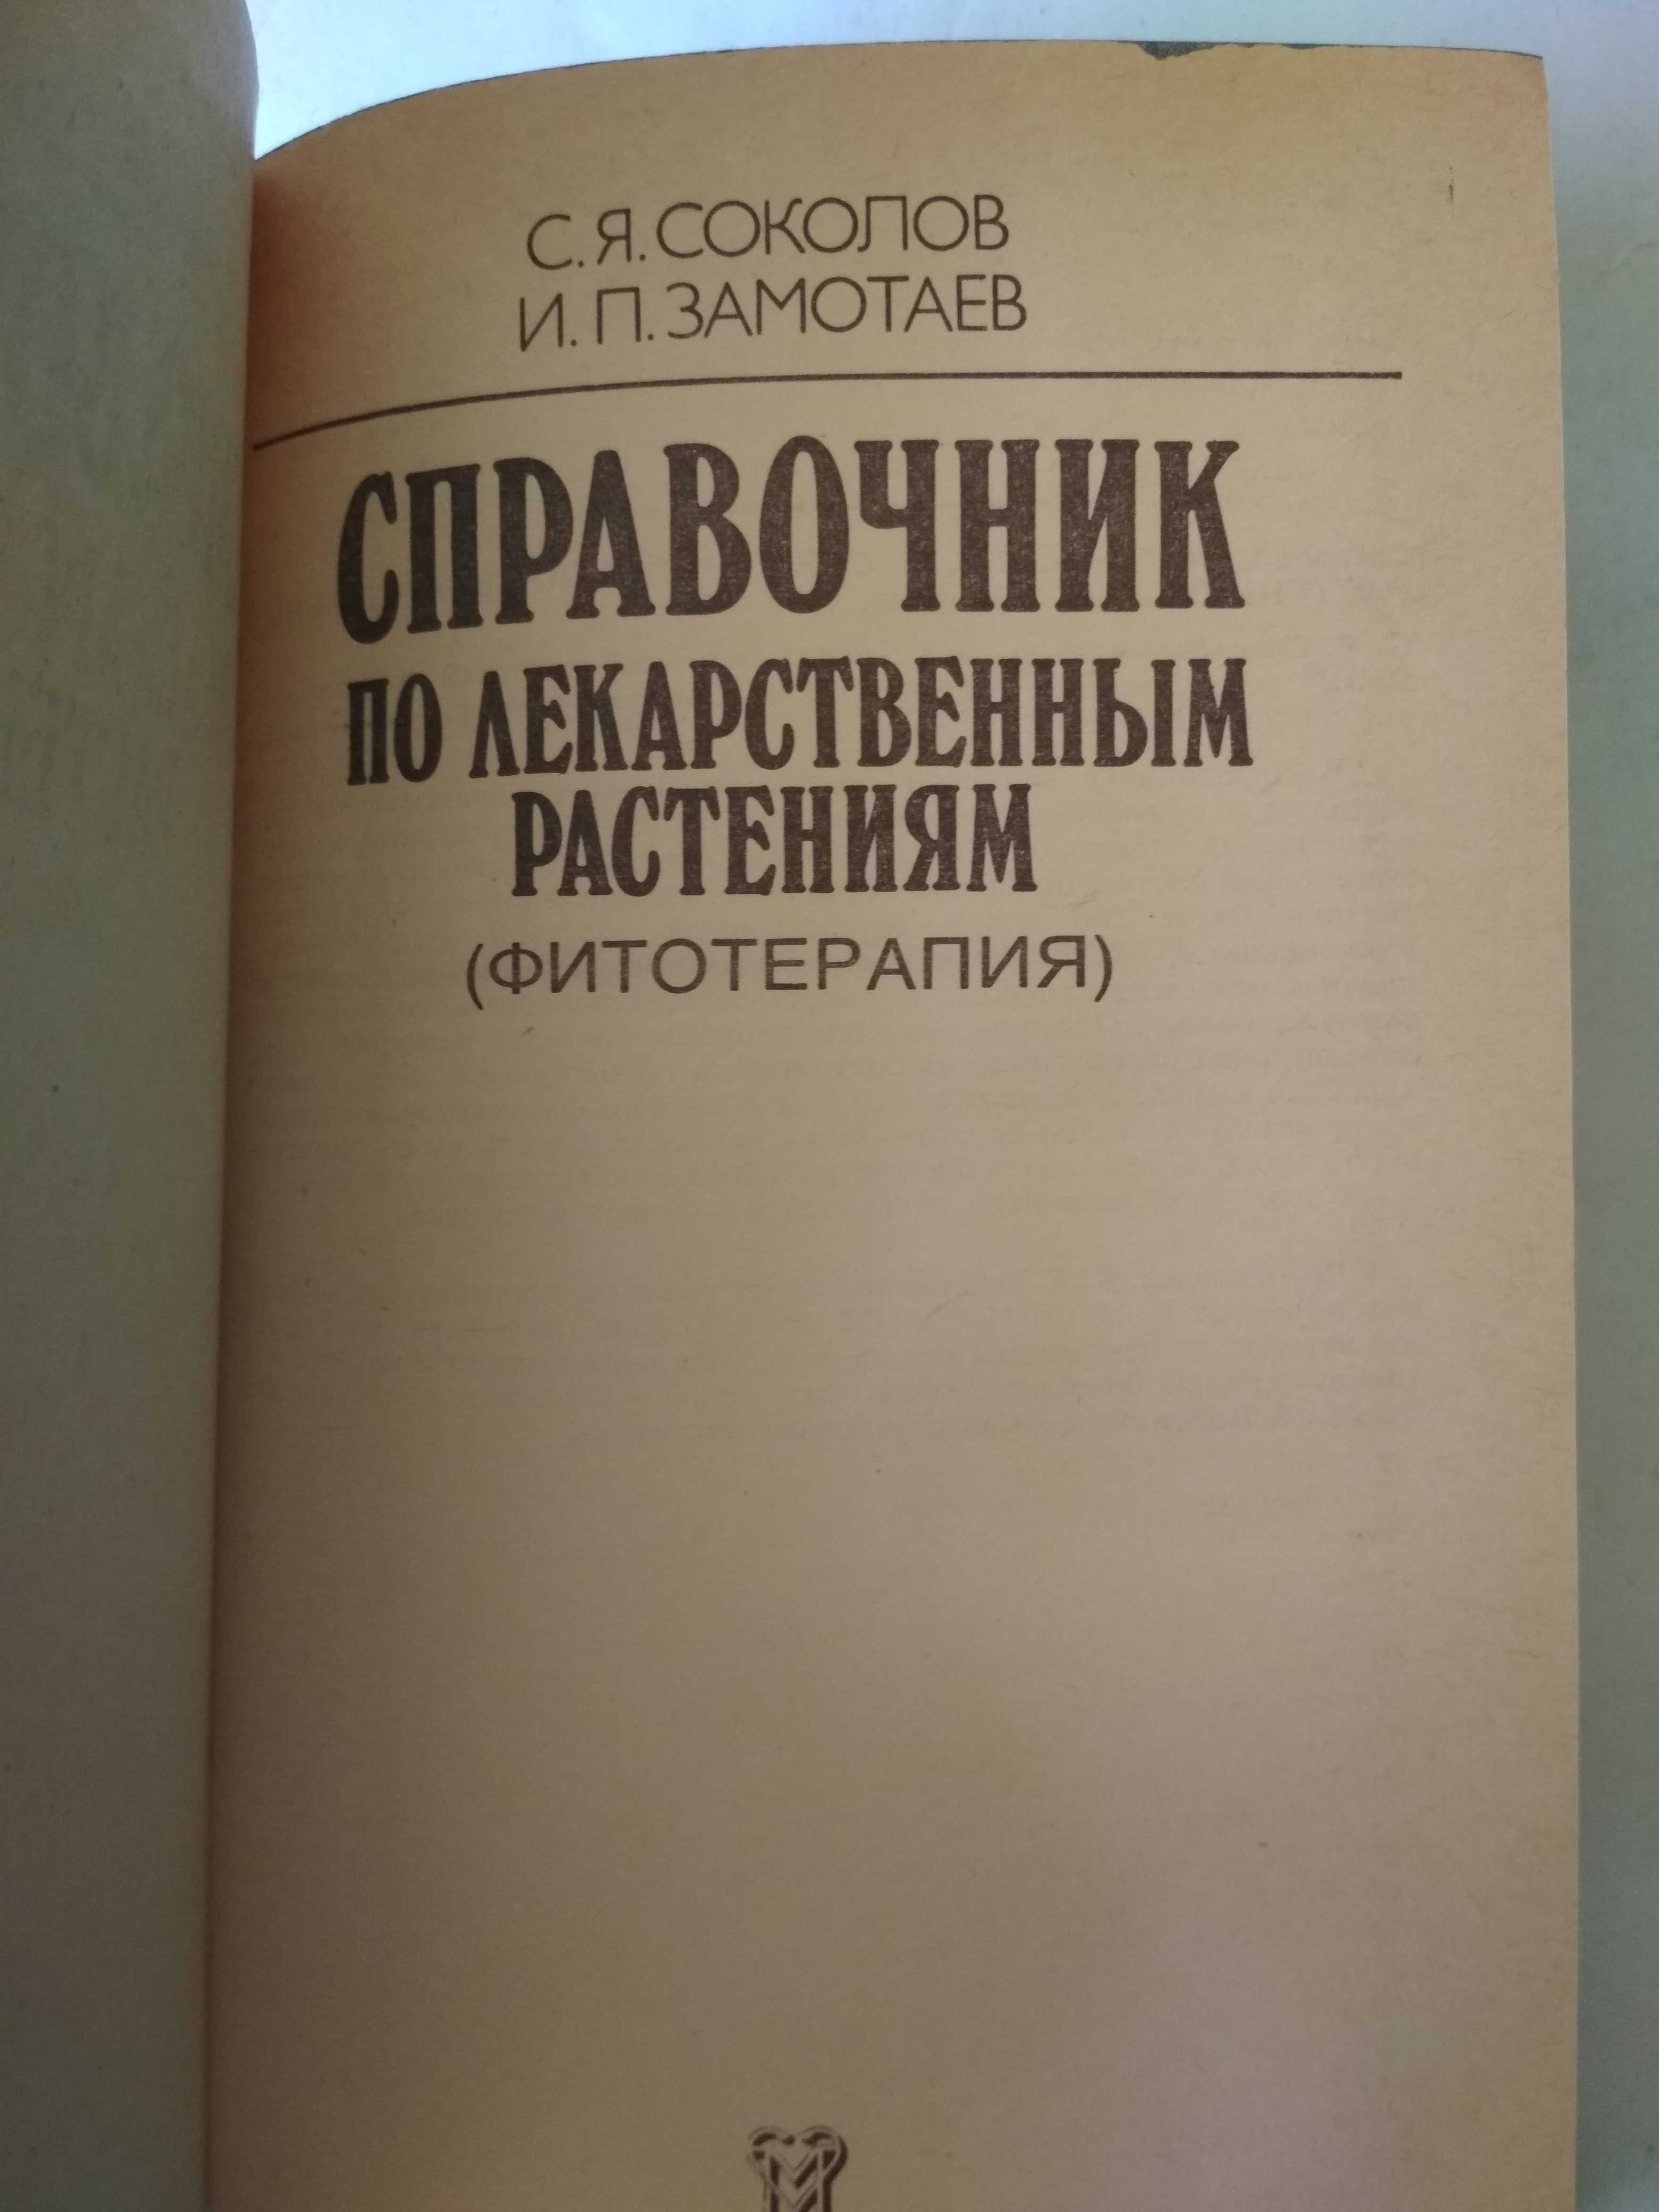 С. Я. СОКОЛОВ
И. П. ЗАМОТАЕВ
СПРАВОЧНИК
ПО ЛЕКАРСТВЕННЫМ
РАСТЕНИЯМ
(ФИТОТЕРАПИЯ)